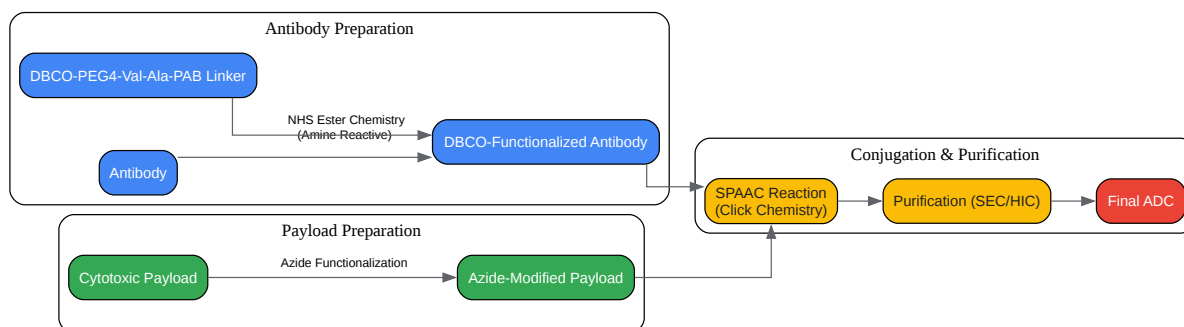 Antibody Preparation
DBCO-PEG4-Val-Ala-PAB Linker
NHS Ester Chemistry
(Amine Reactive)
DBCO-Functionalized Antibody
Antibody
Conjugation & Purification
SPAAC Reaction
(Click Chemistry)
Purification (SEC/HIC)
Final ADC
Payload Preparation
Cytotoxic Payload
Azide Functionalization
Azide-Modified Payload